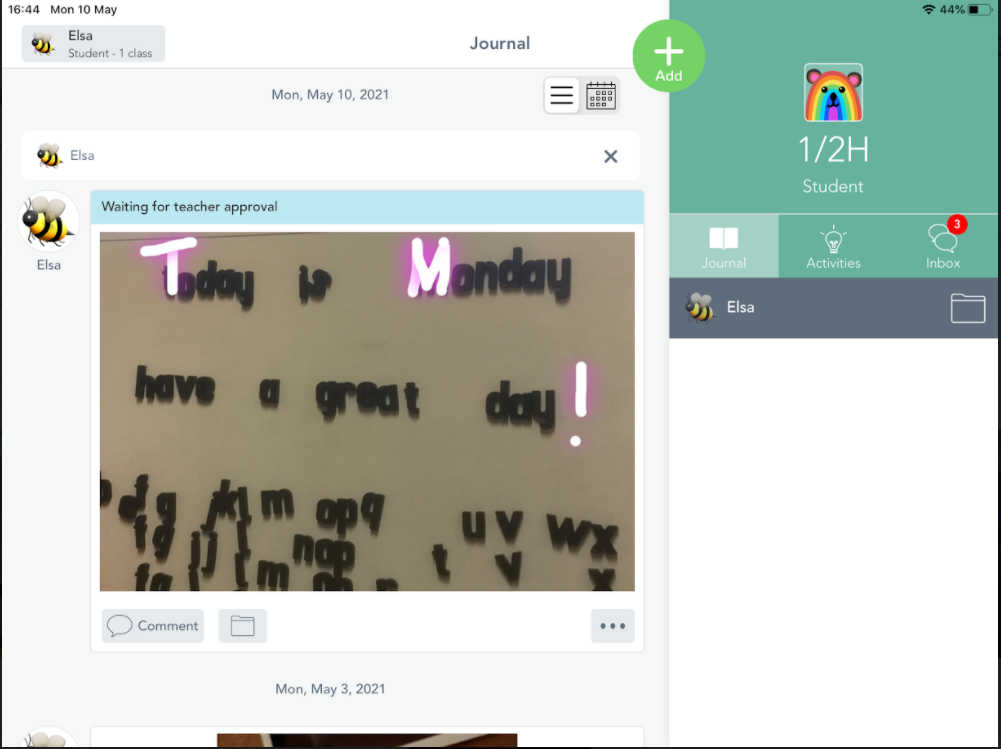 16:44 Mon 10 May
44%
Elsa
Student - 1 class
Journal
Add
Mon, May 10, 2021
Elsa
Waiting for teacher approval
Elsa
Today is Monday
have a great day!
d f g j k l m o p q u v w x
f g i j l n o p t v
f g l m o p n x
Comment
Mon, May 3, 2021
1/2H
Student
Journal
Activities
3
Inbox
Elsa